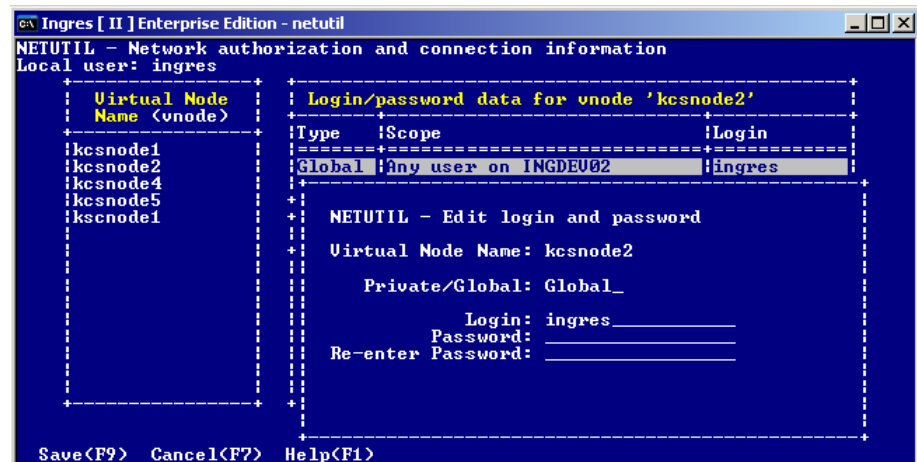 Ingres [ II ] Enterprise Edition - netutil
NETUTIL - Network authorization and connection information
Local user: ingres
Virtual Node
Name (vnode)
kcsnode1
kcsnode2
kcsnode4
kcsnode5
kscnode1
Login/password data for vnode 'kcsnode2'
Type Scope Login
Global Any user on INGDEV02 ingres
NETUTIL - Edit login and password
Virtual Node Name: kcsnode2
Private/Global: Global_
Login: ingres
Password:
Re-enter Password:
Save(F9) Cancel(F7) Help(F1)